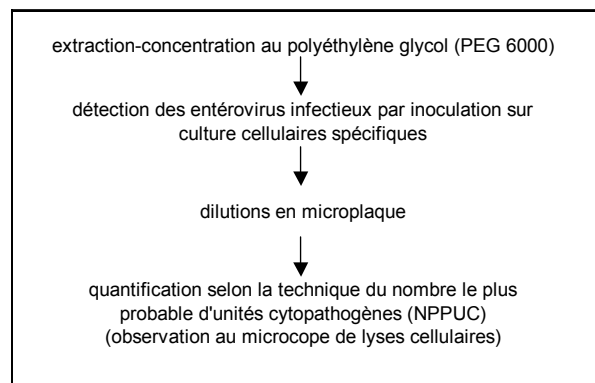 extraction-concentration au polyéthylène glycol (PEG 6000)
détection des entérovirus infectieux par inoculation sur
culture cellulaires spécifiques
dilutions en microplaque
quantification selon la technique du nombre le plus
probable d'unités cytopathogènes (NPPUC)
(observation au microcope de lyses cellulaires)